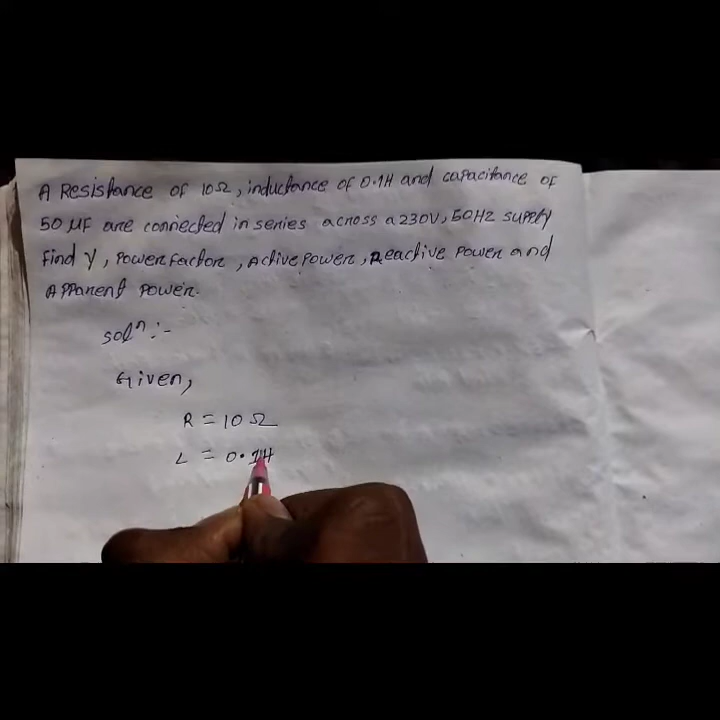 A Resistance of 10Ω, inductance of 0.1H and capacitance of
50 μF are connected in series across a 230V, 50Hz supply
Find Y, Power Factor, Active Power, Reactive power and
Apparent Power.
Solⁿ :-
Given,
R = 10 Ω
L = 0.1H